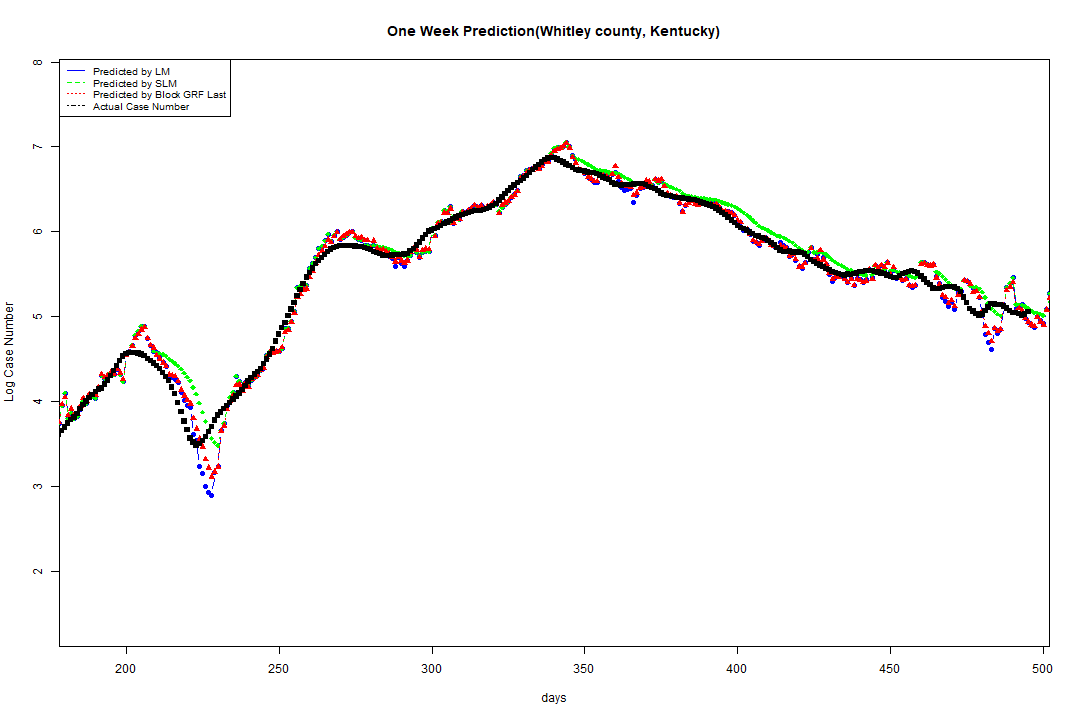 One Week Prediction(Whitley county, Kentucky)
Predicted by LM
Predicted by SLM
Predicted by Block GRF Last
Actual Case Number
Log Case Number
8
7
6
5
4
3
2
200 250 300 350 400 450 500
days